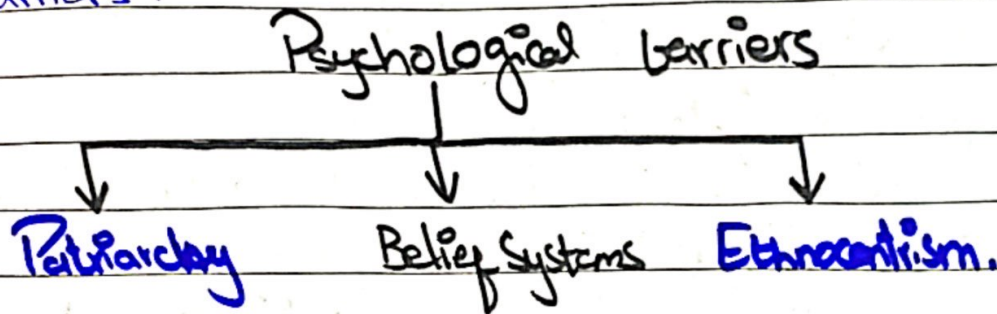 Psychological barriers
Patriarchy Belief Systems Ethnocentrism.